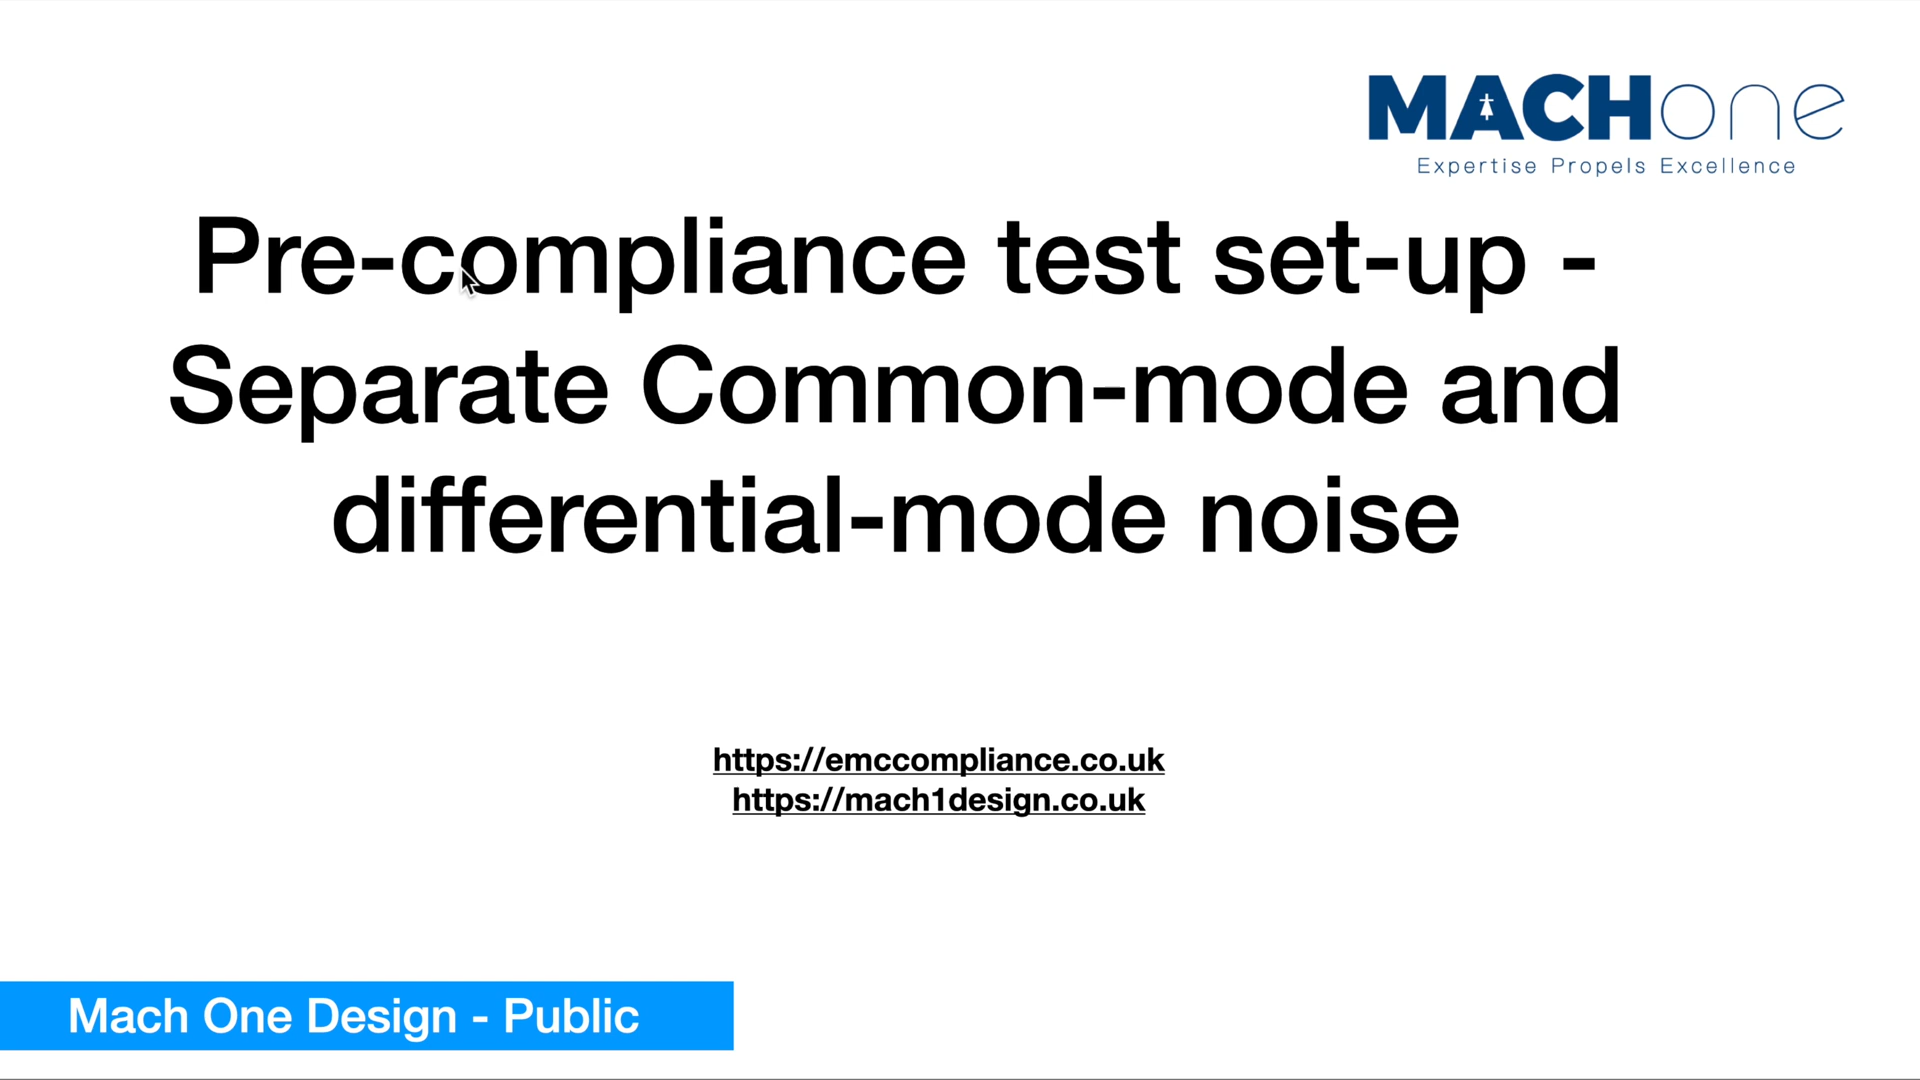 MACHone
Expertise Propels Excellence
Pre-compliance test set-up -
Separate Common-mode and
differential-mode noise
https://emccompliance.co.uk
https://mach1design.co.uk
Mach One Design - Public